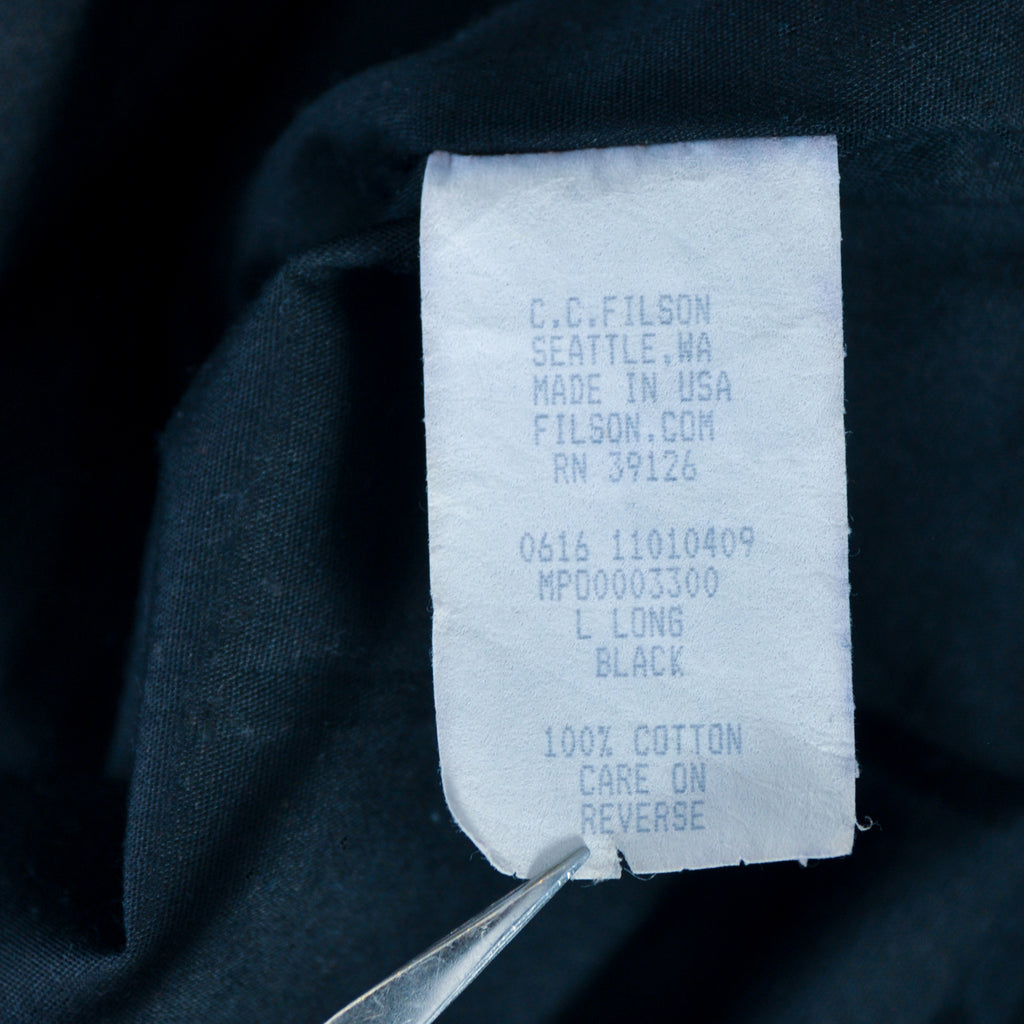 C.C.FILSON
SEATTLE,WA
MADE IN USA
FILSON.COM
RN 39126
0616 11010409
MPO0003300
L LONG
BLACK
100% COTTON
CARE ON
REVERSE